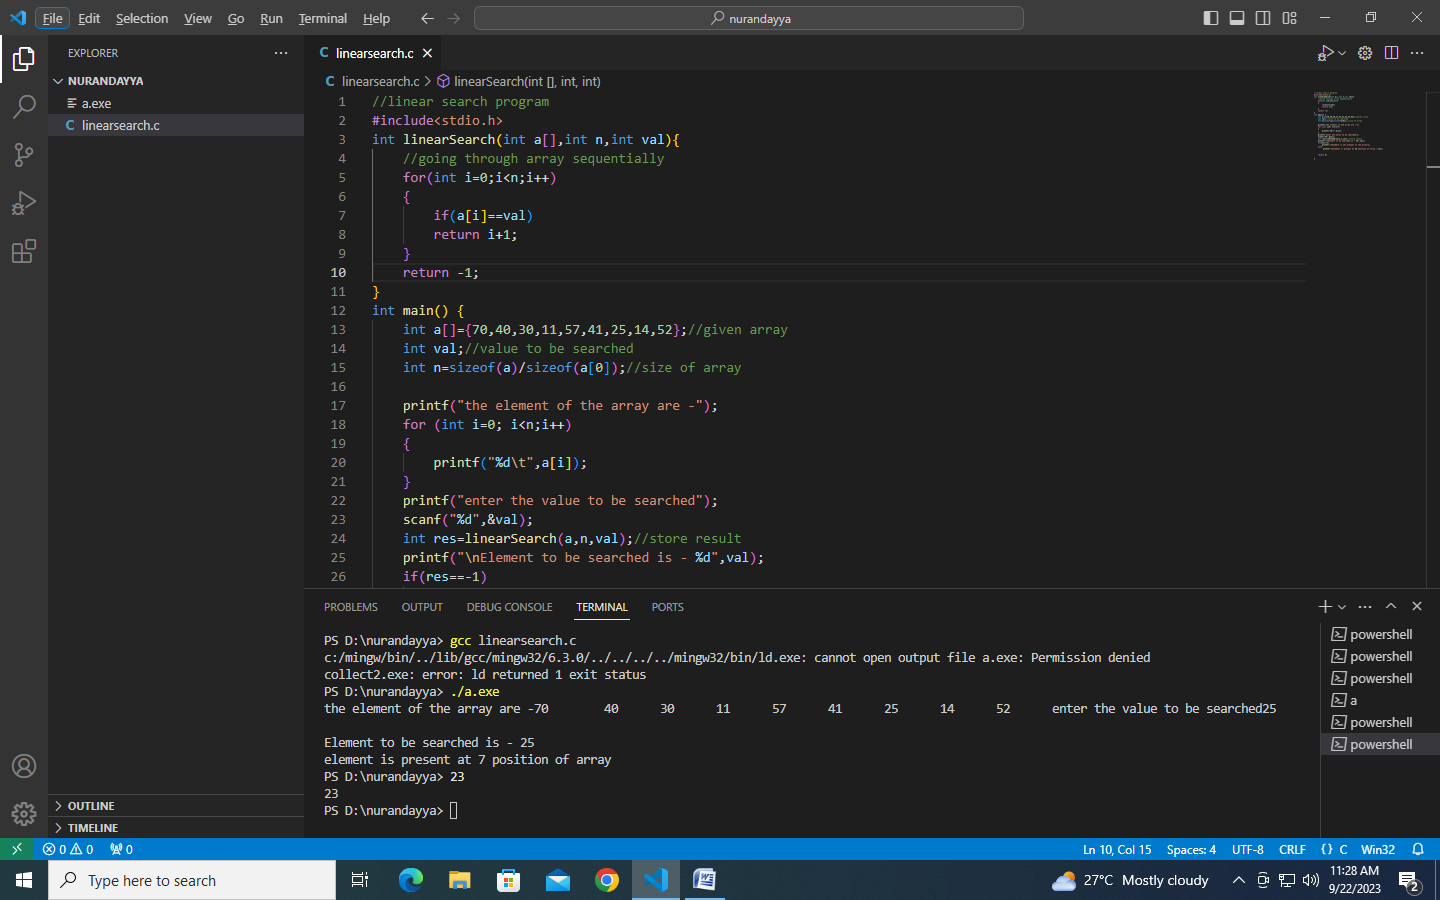 File Edit Selection View Go Run Terminal Help
nurandayya
EXPLORER
NURANDAYYA
a.exe
C linearsearch.c
OUTLINE
TIMELINE
C linearsearch.c
C linearsearch.c > linearSearch(int [], int, int)
1 //linear search program
2 #include<stdio.h>
3 int linearSearch(int a[],int n,int val){
4 //going through array sequentially
5 for(int i=0;i<n;i++)
6 {
7 if(a[i]==val)
8 return i+1;
9 }
10 return -1;
11 }
12 int main() {
13 int a[]={70,40,30,11,57,41,25,14,52};//given array
14 int val;//value to be searched
15 int n=sizeof(a)/sizeof(a[0]);//size of array
16
17 printf("the element of the array are -");
18 for (int i=0; i<n;i++)
19 {
20 printf("%d\t",a[i]);
21 }
22 printf("enter the value to be searched");
23 scanf("%d",&val);
24 int res=linearSearch(a,n,val);//store result
25 printf("\nElement to be searched is - %d",val);
26 if(res==-1)
PROBLEMS OUTPUT DEBUG CONSOLE TERMINAL PORTS
PS D:\nurandayya> gcc linearsearch.c
c:/mingw/bin/../lib/gcc/mingw32/6.3.0/../../../../mingw32/bin/ld.exe: cannot open output file a.exe: Permission denied
collect2.exe: error: ld returned 1 exit status
PS D:\nurandayya> ./a.exe
the element of the array are -70 40 30 11 57 41 25 14 52 enter the value to be searched25
Element to be searched is - 25
element is present at 7 position of array
PS D:\nurandayya> 23
23
PS D:\nurandayya>
powershell
powershell
powershell
a
powershell
powershell
0 0 0
Ln 10, Col 15 Spaces: 4 UTF-8 CRLF {} C Win32
Type here to search
27°C Mostly cloudy
11:28 AM
9/22/2023
2